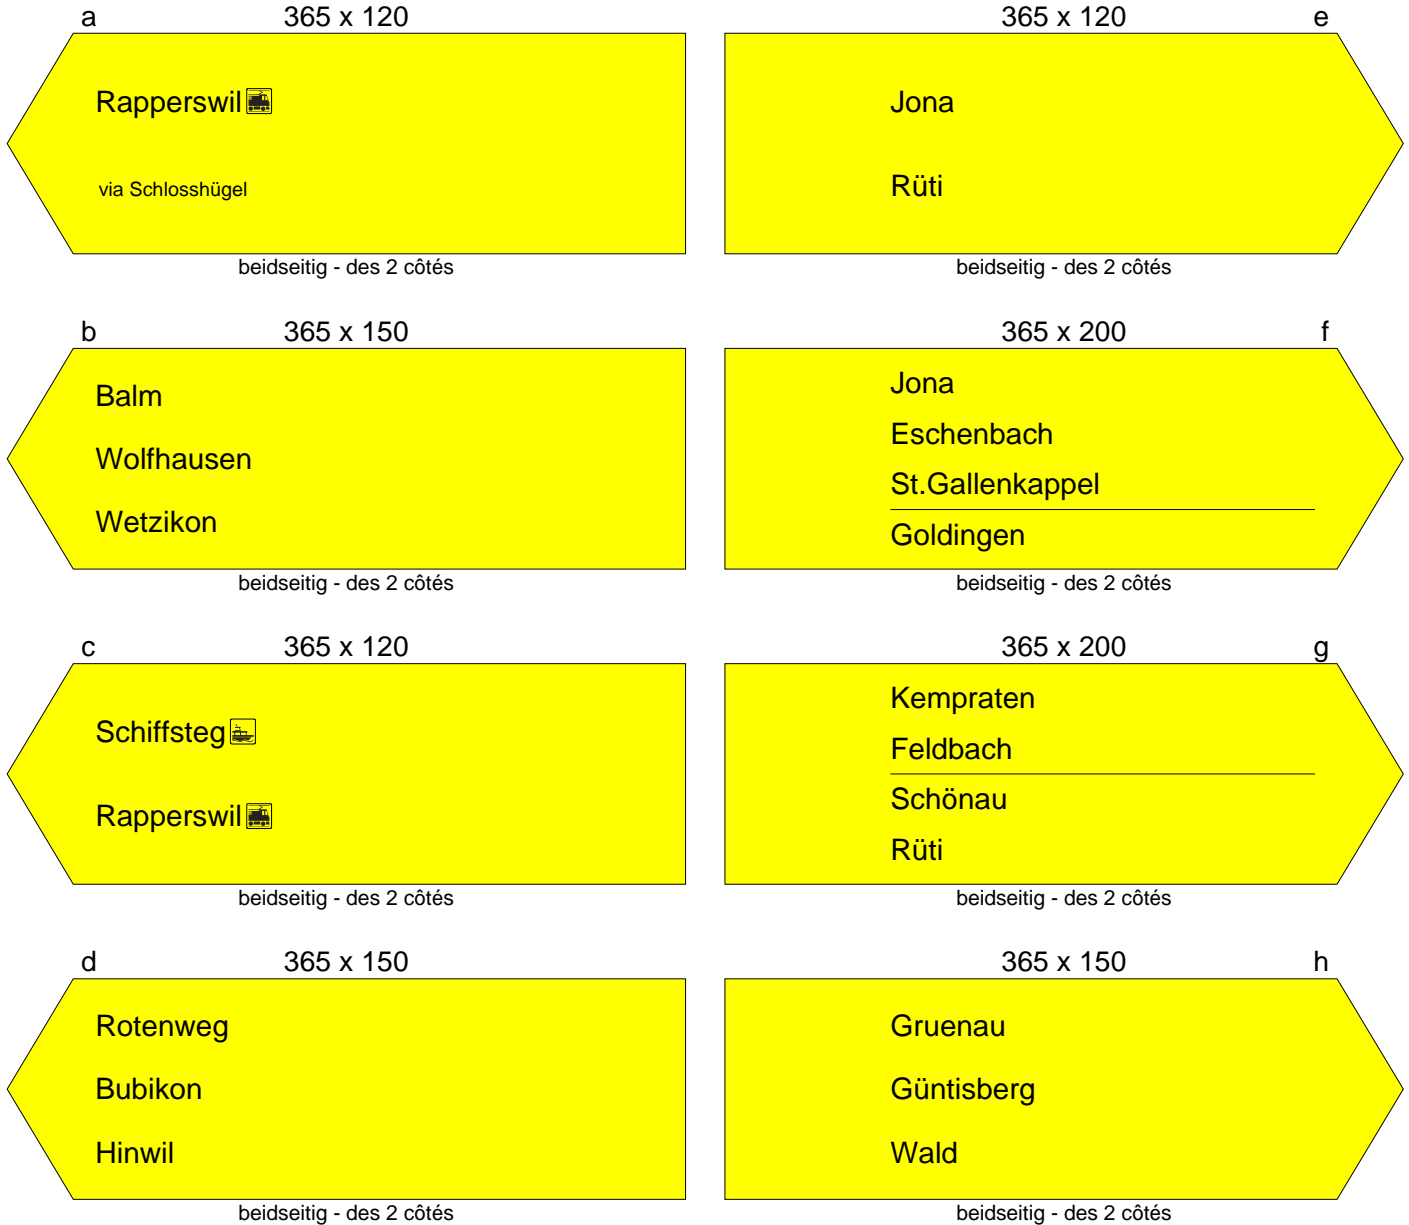 a 365 x 120
Rapperswil
via Schlosshügel
beidseitig - des 2 côtés
365 x 120 e
Jona
Rüti
beidseitig - des 2 côtés
b 365 x 150
Balm
Wolfhausen
Wetzikon
beidseitig - des 2 côtés
365 x 200 f
Jona
Eschenbach
St.Gallenkappel
Goldingen
beidseitig - des 2 côtés
c 365 x 120
Schiffsteg
Rapperswil
beidseitig - des 2 côtés
365 x 200 g
Kempraten
Feldbach
Schönau
Rüti
beidseitig - des 2 côtés
d 365 x 150
Rotenweg
Bubikon
Hinwil
beidseitig - des 2 côtés
365 x 150 h
Gruenau
Güntisberg
Wald
beidseitig - des 2 côtés